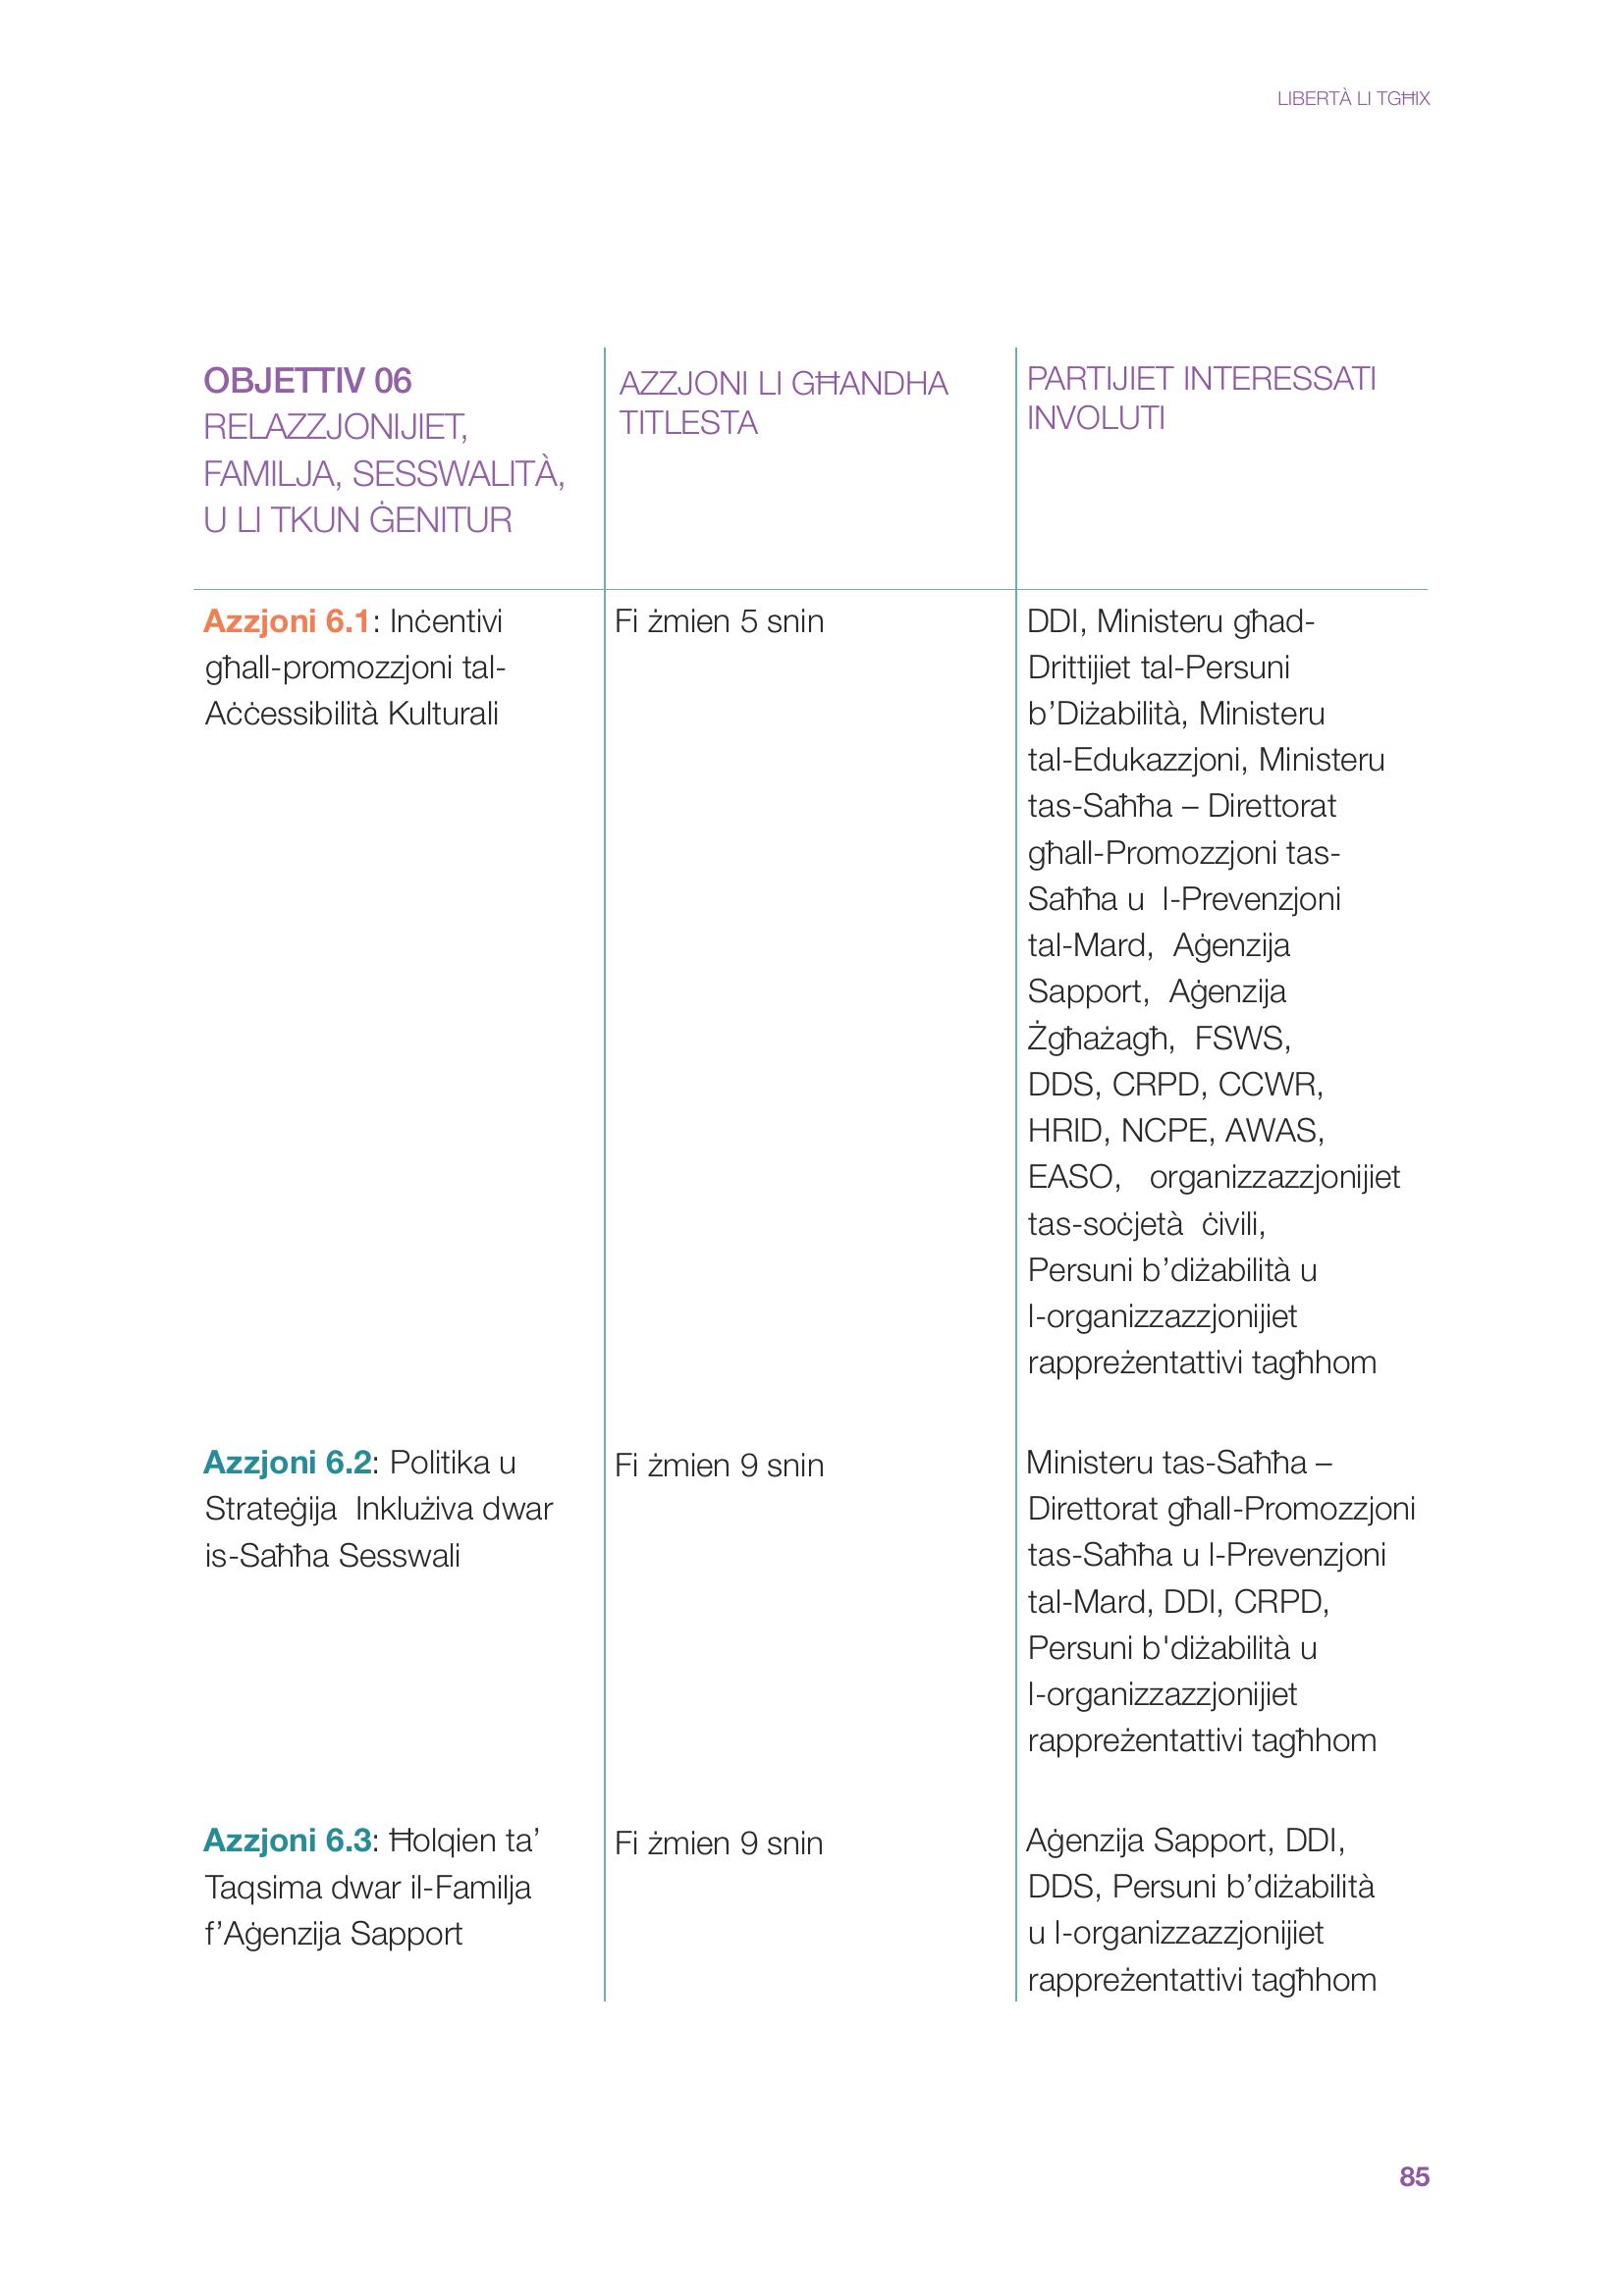 LIBERTÀ LI TGĦIX
OBJETTIV 06
RELAZZJONIJIET,
FAMILJA, SESSWALITÀ,
U LI TKUN ĠENITUR
AZZJONI LI GĦANDHA
TITLESTA
PARTIJIET INTERESSATI
INVOLUTI
Azzjoni 6.1: Inċentivi
għall-promozzjoni tal-
Aċċessibilità Kulturali
Fi żmien 5 snin
DDI, Ministeru għad-
Drittijiet tal-Persuni
b’Diżabilità, Ministeru
tal-Edukazzjoni, Ministeru
tas-Saħħa – Direttorat
għall-Promozzjoni tas-
Saħħa u l-Prevenzjoni
tal-Mard, Aġenzija
Sapport, Aġenzija
Żgħażagħ, FSWS,
DDS, CRPD, CCWR,
HRID, NCPE, AWAS,
EASO, organizzazzjonijiet
tas-soċjetà ċivili,
Persuni b’diżabilità u
l-organizzazzjonijiet
rappreżentattivi tagħhom
Azzjoni 6.2: Politika u
Strateġija Inklużiva dwar
is-Saħħa Sesswali
Fi żmien 9 snin
Ministeru tas-Saħħa –
Direttorat għall-Promozzjoni
tas-Saħħa u l-Prevenzjoni
tal-Mard, DDI, CRPD,
Persuni b'diżabilità u
l-organizzazzjonijiet
rappreżentattivi tagħhom
Azzjoni 6.3: Ħolqien ta’
Taqsima dwar il-Familja
f’Aġenzija Sapport
Fi żmien 9 snin
Aġenzija Sapport, DDI,
DDS, Persuni b’diżabilità
u l-organizzazzjonijiet
rappreżentattivi tagħhom
85